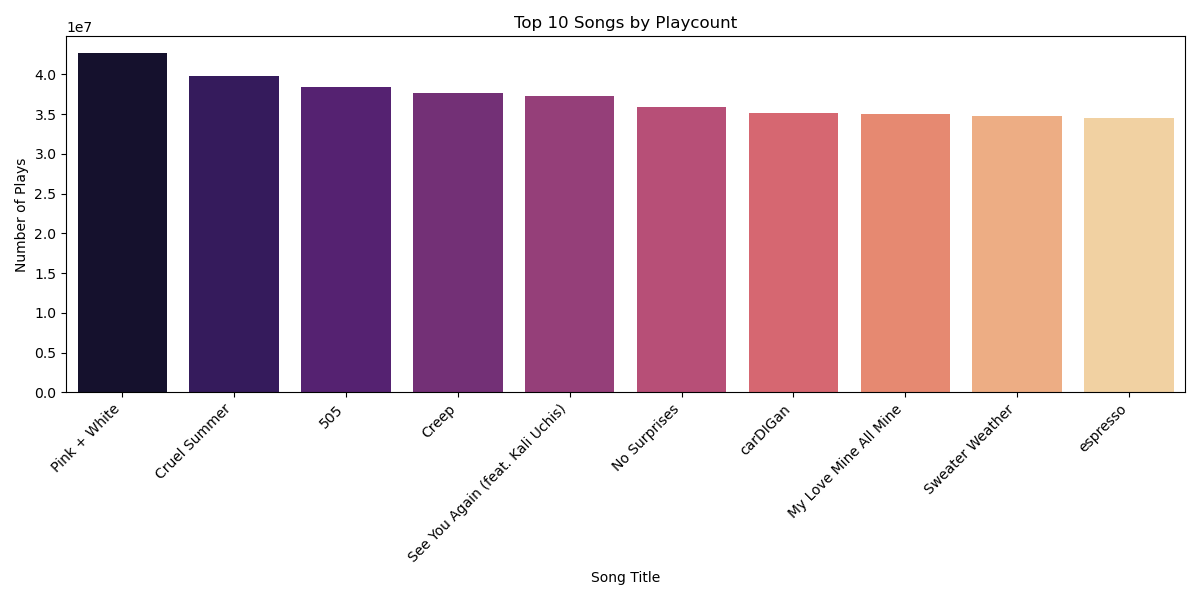 Top 10 Songs by Playcount
1e7
4.0
3.5
3.0
2.5
2.0
1.5
1.0
0.5
0.0
Number of Plays
Pink + White
Cruel Summer
505
Creep
See You Again (feat. Kali Uchis)
No Surprises
carDIGan
My Love Mine All Mine
Sweater Weather
espresso
Song Title